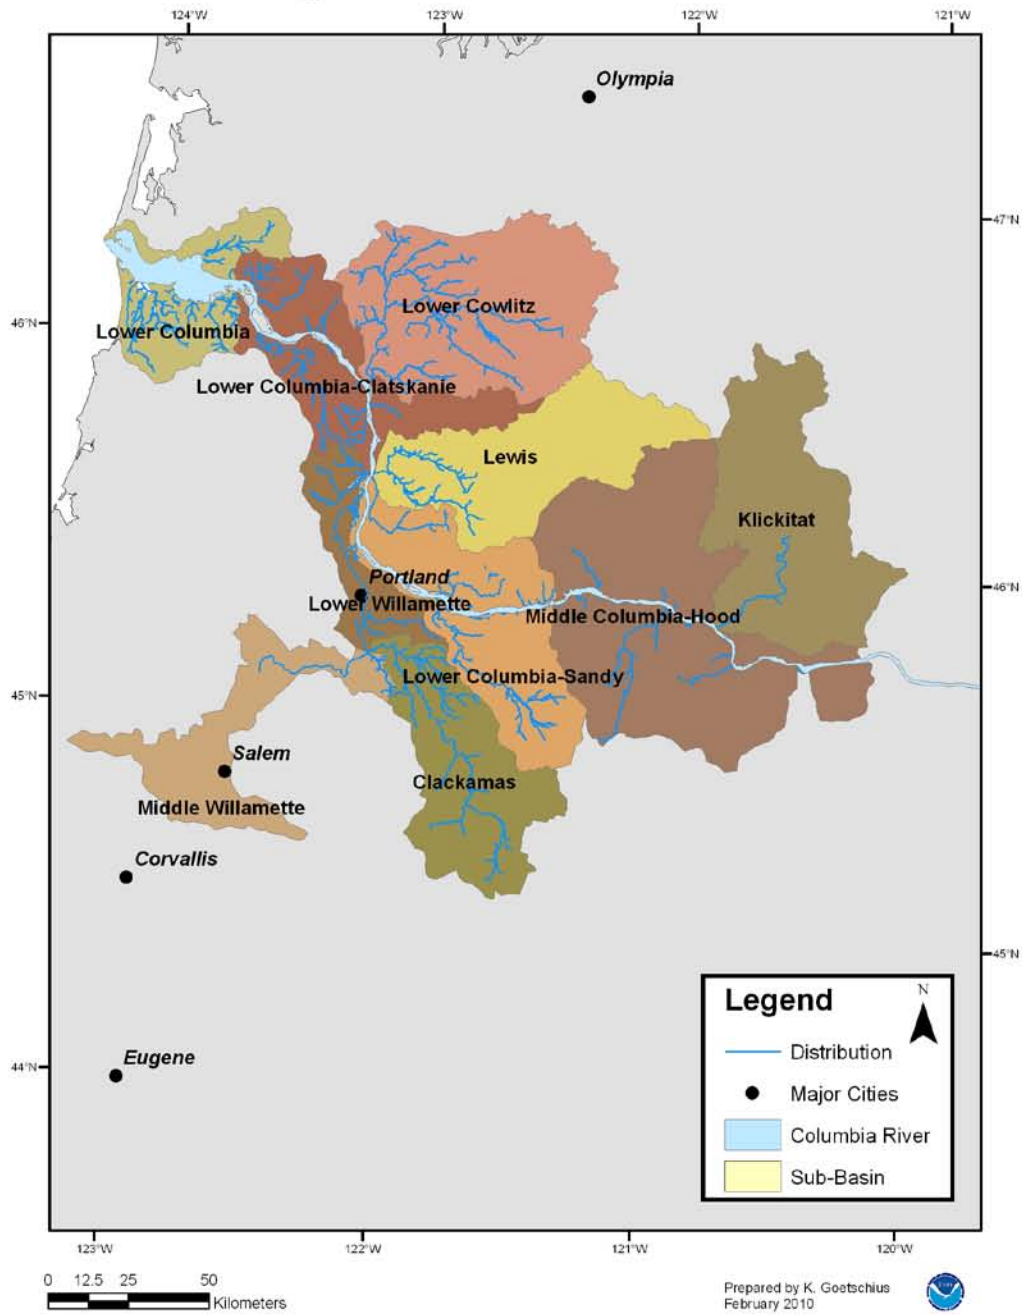 124°W 123°W 122°W 121°W
Olympia
47°N
Lower Cowlitz
46°N
Lower Columbia
Lower Columbia-Clatskanie
Lewis
Klickitat
Portland
46°N
Lower Willamette
Middle Columbia-Hood
Lower Columbia-Sandy
45°N
Salem
Clackamas
Middle Willamette
Corvallis
45°N
Eugene
44°N
Legend
N
Distribution
Major Cities
Columbia River
Sub-Basin
123°W 122°W 121°W 120°W
0 12.5 25 50
Kilometers
Prepared by K. Goetschius
February 2010